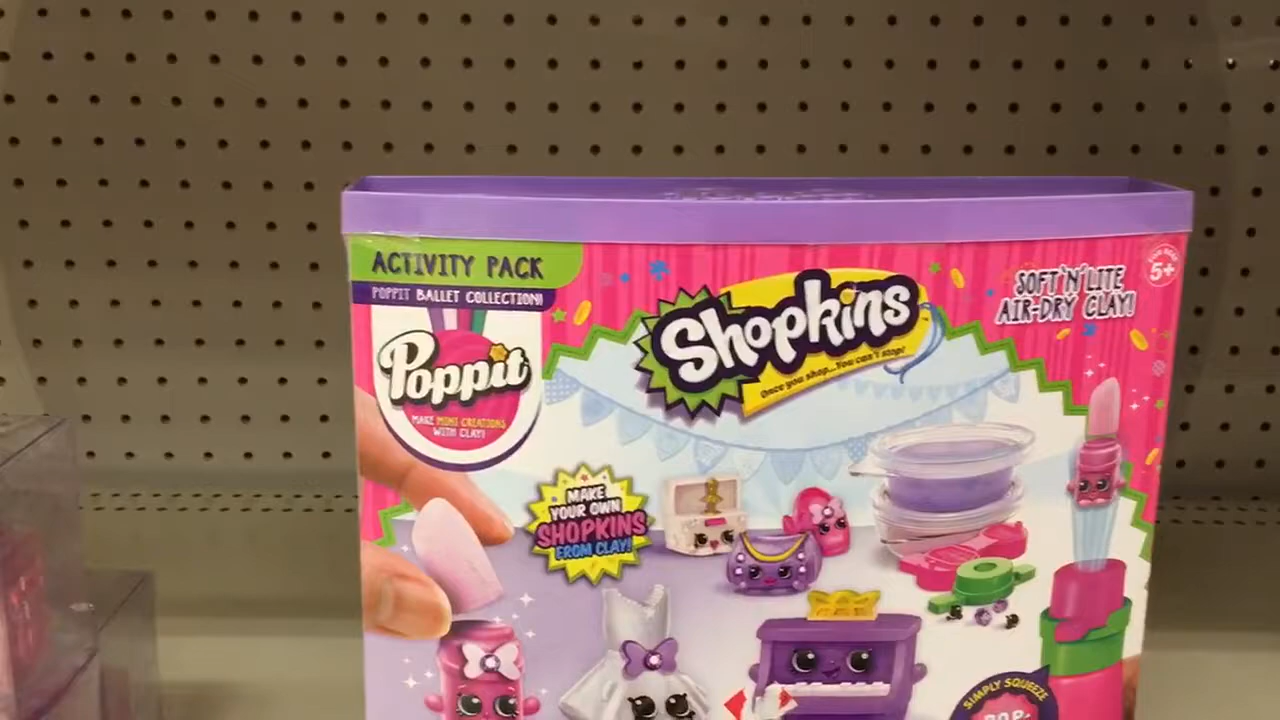 ACTIVITY PACK
POPPIT BALLET COLLECTION!
Poppit
MAKE MINI CREATIONS
WITH CLAY!
Shopkins
Once you shop...You can't stop!
SOFT'N'LITE
AIR-DRY CLAY!
5+
MAKE
YOUR OWN
SHOPKINS
FROM CLAY!
SIMPLY SQUEEZE
POP-